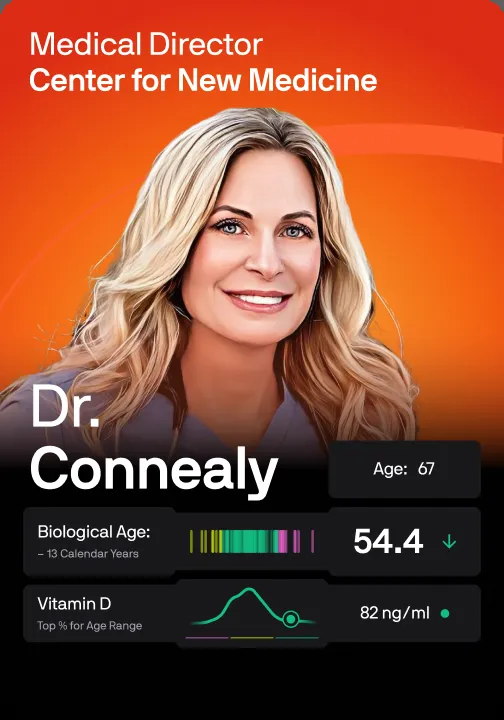 Medical Director
Center for New Medicine
Dr.
Connealy
Age: 67
Biological Age:
– 13 Calendar Years
54.4
Vitamin D
Top % for Age Range
82 ng/ml